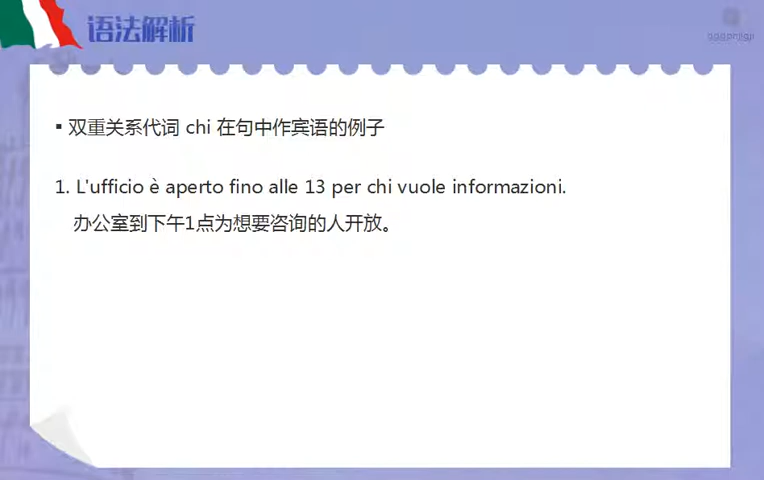 语法解析
▪ 双重关系代词 chi 在句中作宾语的例子
1. L'ufficio è aperto fino alle 13 per chi vuole informazioni.
办公室到下午1点为想要咨询的人开放。